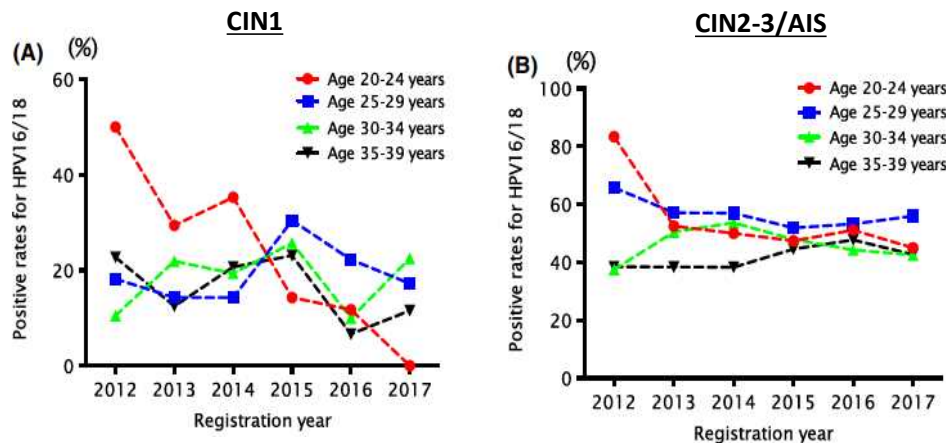 CIN1
CIN2-3/AIS
(A) (%)
Age 20-24 years
Age 25-29 years
Age 30-34 years
Age 35-39 years
Positive rates for HPV16/18
60
40
20
0
2012 2013 2014 2015 2016 2017
Registration year
(B) (%)
Age 20-24 years
Age 25-29 years
Age 30-34 years
Age 35-39 years
Positive rates for HPV16/18
100
80
60
40
20
0
2012 2013 2014 2015 2016 2017
Registration year